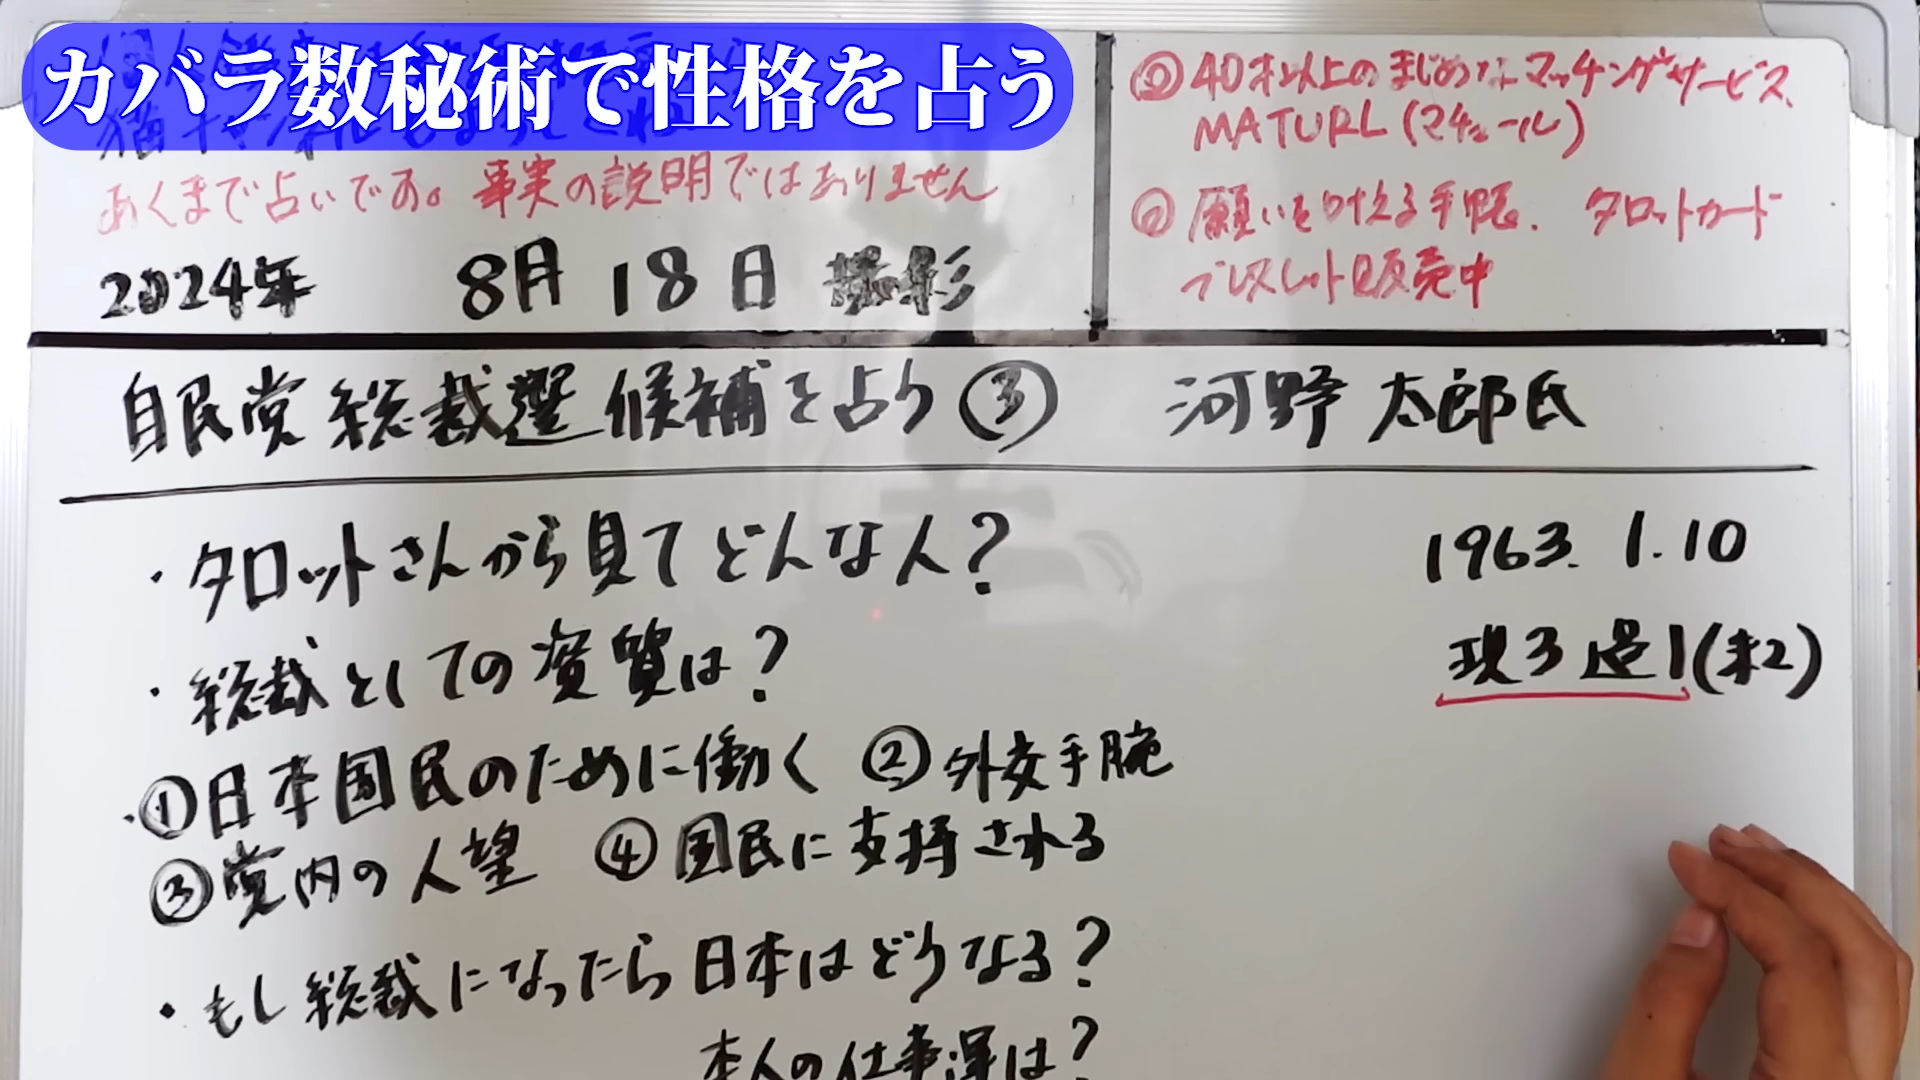 カバラ数秘術で性格を占う
あくまで占いです。事実の説明ではありません
2024年 8月18日 撮影
◎40才以上のまじめなマッチングサービス、
MATURL(マチュール)
◎願いを叶える手腕、タロットカード
ブレスレット販売中
自民党総裁選候補を占う③ 河野太郎氏
・タロットさんから見てどんな人?
1963. 1.10
・総裁としての資質は?
現3過1(未2)
・①日本国民のために働く ②外交手腕
③党内の人望 ④国民に支持される
・もし総裁になったら日本はどうなる?
本人の仕事運は?